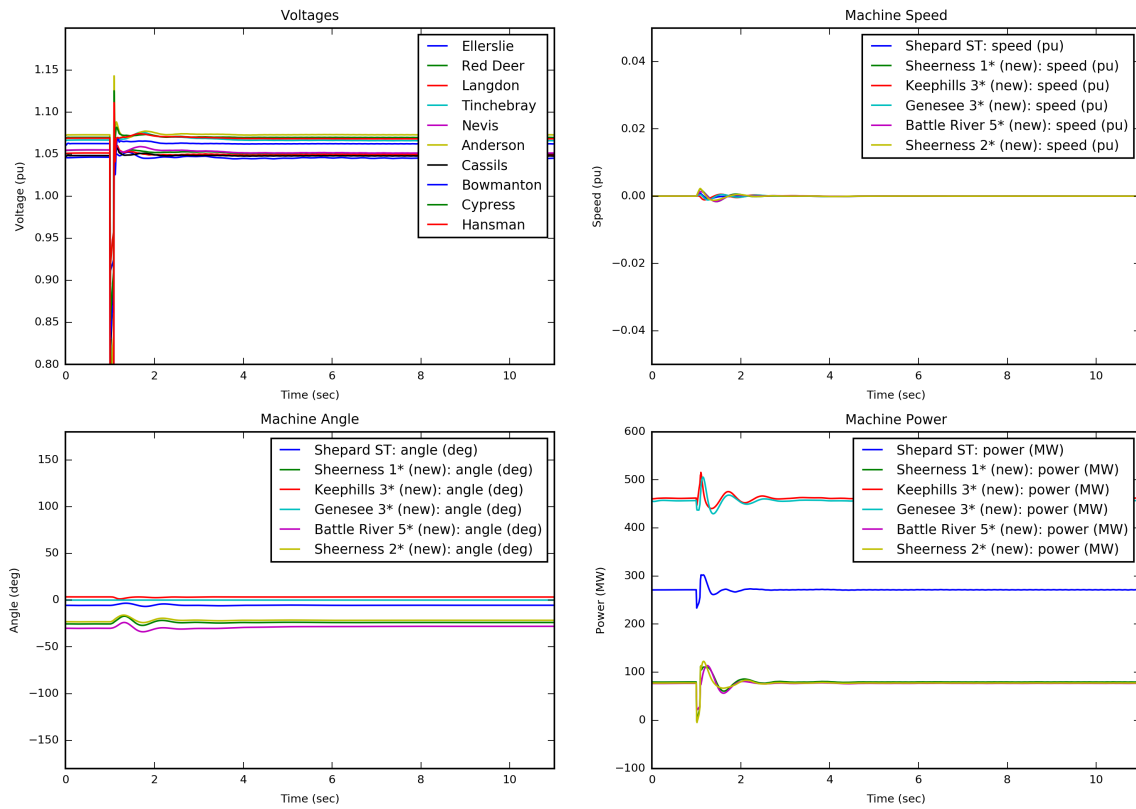 Voltages
1.15
1.10
1.05
1.00
0.95
0.90
0.85
0.80
Voltage (pu)
0 2 4 6 8 10
Time (sec)
Ellerslie
Red Deer
Langdon
Tinchebray
Nevis
Anderson
Cassils
Bowmanton
Cypress
Hansman
Machine Speed
0.04
0.02
0.00
−0.02
−0.04
Speed (pu)
0 2 4 6 8 10
Time (sec)
Shepard ST: speed (pu)
Sheerness 1* (new): speed (pu)
Keephills 3* (new): speed (pu)
Genesee 3* (new): speed (pu)
Battle River 5* (new): speed (pu)
Sheerness 2* (new): speed (pu)
Machine Angle
150
100
50
0
−50
−100
−150
Angle (deg)
0 2 4 6 8 10
Time (sec)
Shepard ST: angle (deg)
Sheerness 1* (new): angle (deg)
Keephills 3* (new): angle (deg)
Genesee 3* (new): angle (deg)
Battle River 5* (new): angle (deg)
Sheerness 2* (new): angle (deg)
Machine Power
600
500
400
300
200
100
0
−100
Power (MW)
0 2 4 6 8 10
Time (sec)
Shepard ST: power (MW)
Sheerness 1* (new): power (MW)
Keephills 3* (new): power (MW)
Genesee 3* (new): power (MW)
Battle River 5* (new): power (MW)
Sheerness 2* (new): power (MW)